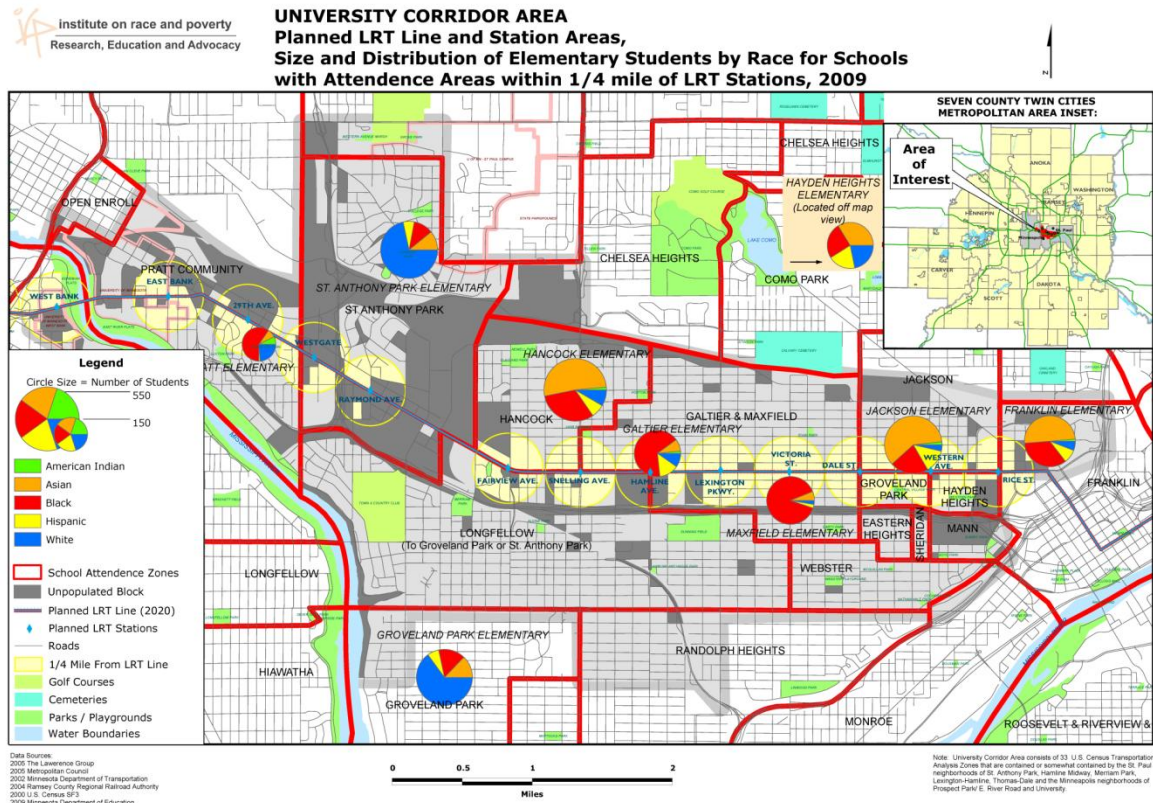 institute on race and poverty
Research, Education and Advocacy
UNIVERSITY CORRIDOR AREA
Planned LRT Line and Station Areas,
Size and Distribution of Elementary Students by Race for Schools
with Attendence Areas within 1/4 mile of LRT Stations, 2009
N
SEVEN COUNTY TWIN CITIES
METROPOLITAN AREA INSET:
Area
of
Interest
ANOKA
WASHINGTON
RAMSEY
HENNEPIN
CARVER
SCOTT
DAKOTA
CHELSEA HEIGHTS
HAYDEN HEIGHTS
ELEMENTARY
(Located off map
view)
OPEN ENROLL
PRATT COMMUNITY
EAST BANK
WEST BANK
29TH AVE.
WESTGATE
ATT ELEMENTARY
RAYMOND AVE.
ST. ANTHONY PARK ELEMENTARY
ST ANTHONY PARK
CHELSEA HEIGHTS
LAKE COMO
COMO PARK
HANCOCK ELEMENTARY
HANCOCK
JACKSON
GALTIER & MAXFIELD
GALTIER ELEMENTARY
JACKSON ELEMENTARY
FRANKLIN ELEMENTARY
FAIRVIEW AVE.
SNELLING AVE.
HAMLINE
AVE.
LEXINGTON
PKWY.
VICTORIA
ST.
DALE ST.
WESTERN
AVE.
RICE ST.
GROVELAND
PARK
HAYDEN
HEIGHTS
FRANKLIN
MAXFIELD ELEMENTARY
EASTERN
HEIGHTS
SHERIDAN
MANN
LONGFELLOW
(To Groveland Park or St. Anthony Park)
WEBSTER
LONGFELLOW
GROVELAND PARK ELEMENTARY
RANDOLPH HEIGHTS
HIAWATHA
GROVELAND PARK
MONROE
ROOSEVELT & RIVERVIEW &
Legend
Circle Size = Number of Students
550
150
American Indian
Asian
Black
Hispanic
White
School Attendence Zones
Unpopulated Block
Planned LRT Line (2020)
Planned LRT Stations
Roads
1/4 Mile From LRT Line
Golf Courses
Cemeteries
Parks / Playgrounds
Water Boundaries
Data Sources:
2005 The Lawerence Group
2005 Metropolitan Council
2002 Minnesota Department of Transportation
2004 Ramsey County Regional Railroad Authority
2000 U.S. Census SF3
2009 Minnesota Department of Education
0 0.5 1 2
Miles
Note: University Corridor Area consists of 33 U.S. Census Transportation
Analysis Zones that are contained or somewhat contained by the St. Paul
neighborhoods of St. Anthony Park, Hamline Midway, Merriam Park,
Lexington-Hamline, Thomas-Dale and the Minneapolis neighborhoods of
Prospect Park/ E. River Road and University.